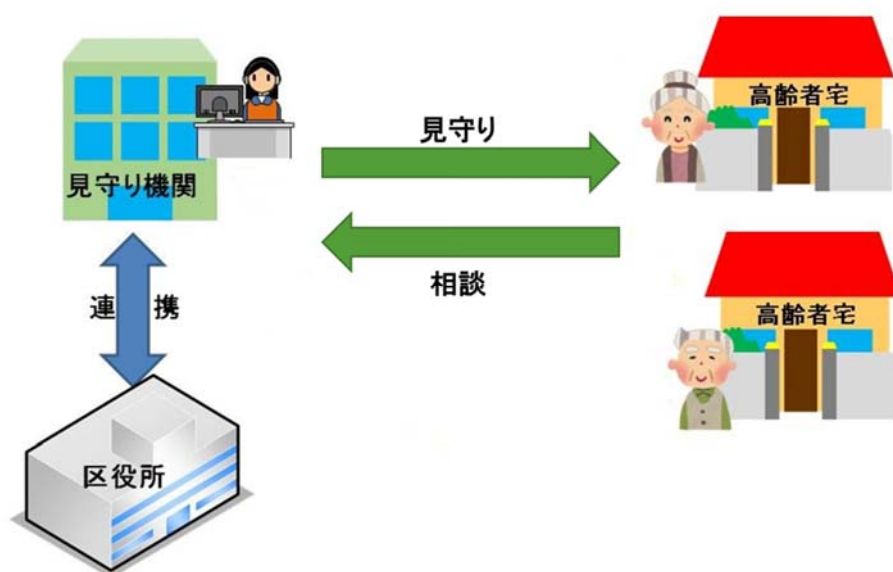 高齢者宅
見守り
見守り機関
相談
連携
高齢者宅
区役所